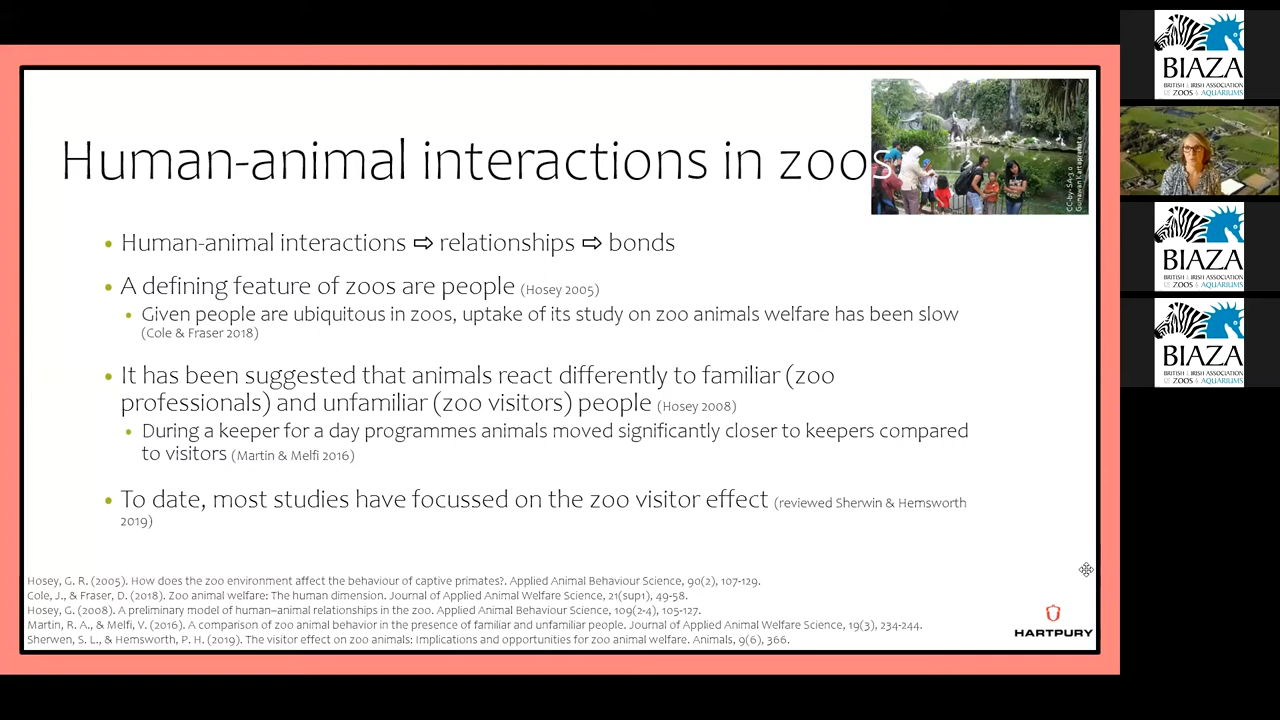 Human-animal interactions in zoos
CC-by-SA-3.0
Gunawan Kartapranata
• Human-animal interactions ⇨ relationships ⇨ bonds
• A defining feature of zoos are people (Hosey 2005)
• Given people are ubiquitous in zoos, uptake of its study on zoo animals welfare has been slow
(Cole & Fraser 2018)
• It has been suggested that animals react differently to familiar (zoo
professionals) and unfamiliar (zoo visitors) people (Hosey 2008)
• During a keeper for a day programmes animals moved significantly closer to keepers compared
to visitors (Martin & Melfi 2016)
• To date, most studies have focussed on the zoo visitor effect (reviewed Sherwin & Hemsworth
2019)
Hosey, G. R. (2005). How does the zoo environment affect the behaviour of captive primates?. Applied Animal Behaviour Science, 90(2), 107-129.
Cole, J., & Fraser, D. (2018). Zoo animal welfare: The human dimension. Journal of Applied Animal Welfare Science, 21(sup1), 49-58.
Hosey, G. (2008). A preliminary model of human–animal relationships in the zoo. Applied Animal Behaviour Science, 109(2-4), 105-127.
Martin, R. A., & Melfi, V. (2016). A comparison of zoo animal behavior in the presence of familiar and unfamiliar people. Journal of Applied Animal Welfare Science, 19(3), 234-244.
Sherwen, S. L., & Hemsworth, P. H. (2019). The visitor effect on zoo animals: Implications and opportunities for zoo animal welfare. Animals, 9(6), 366.
HARTPURY
BIAZA
BRITISH & IRISH ASSOCIATION
OF ZOOS & AQUARIUMS
BIAZA
BRITISH & IRISH ASSOCIATION
OF ZOOS & AQUARIUMS
BIAZA
BRITISH & IRISH ASSOCIATION
OF ZOOS & AQUARIUMS